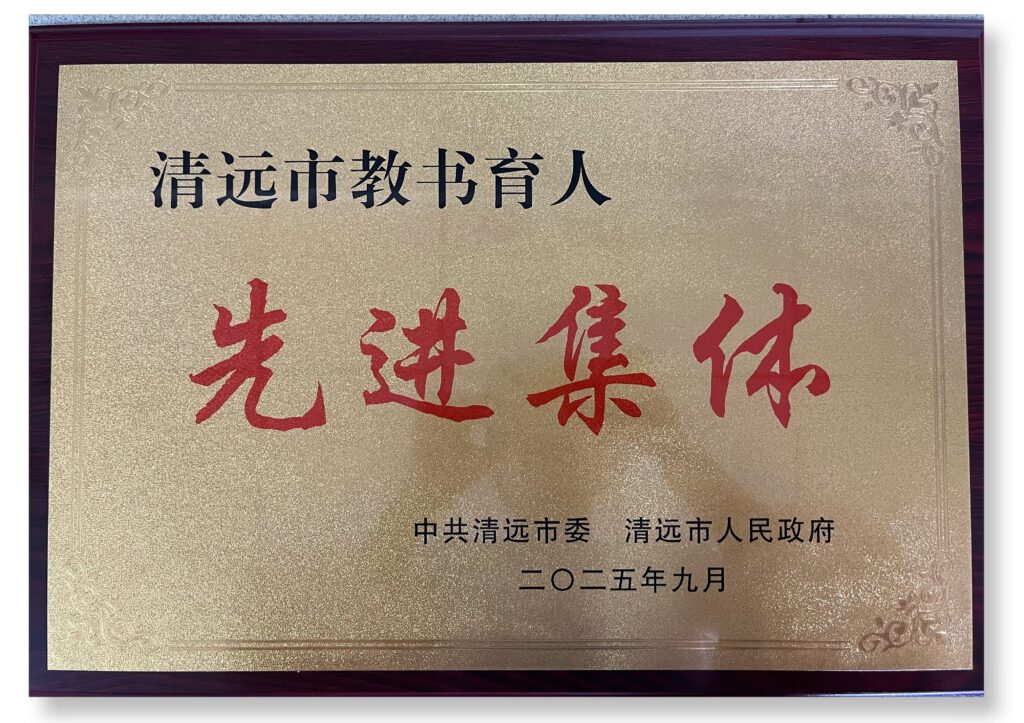 清远市教书育人
先进集体
中共清远市委 清远市人民政府
二〇二五年九月